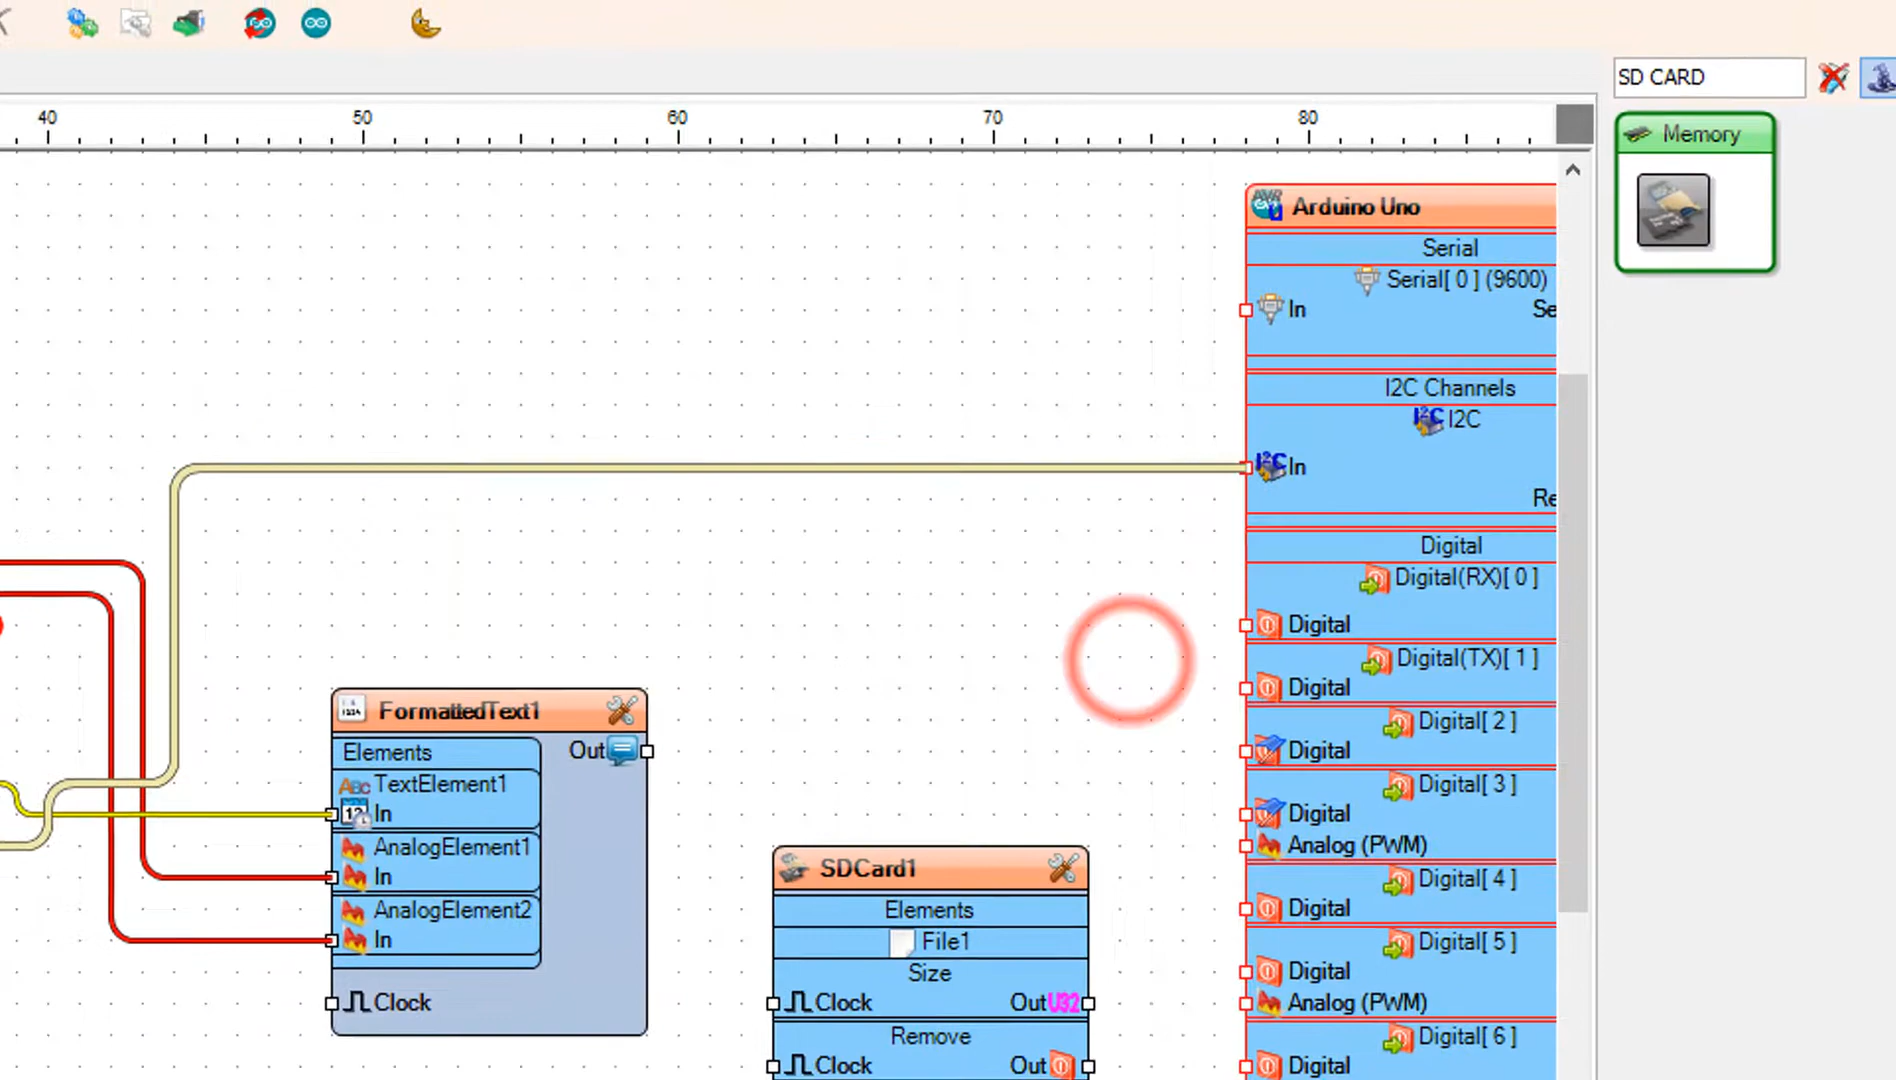 SD CARD
40
50
60
70
80
Memory
Arduino Uno
Serial
Serial[ 0 ] (9600)
In
Se
I2C Channels
I2C
In
Re
Digital
Digital(RX)[ 0 ]
Digital
Digital(TX)[ 1 ]
Digital
Digital[ 2 ]
Digital
Digital[ 3 ]
Digital
Analog (PWM)
Digital[ 4 ]
Digital
Digital[ 5 ]
Digital
Analog (PWM)
Digital[ 6 ]
Digital
FormattedText1
Elements
Out
TextElement1
In
AnalogElement1
In
AnalogElement2
In
Clock
SDCard1
Elements
File1
Size
Clock
Out U32
Remove
Clock
Out